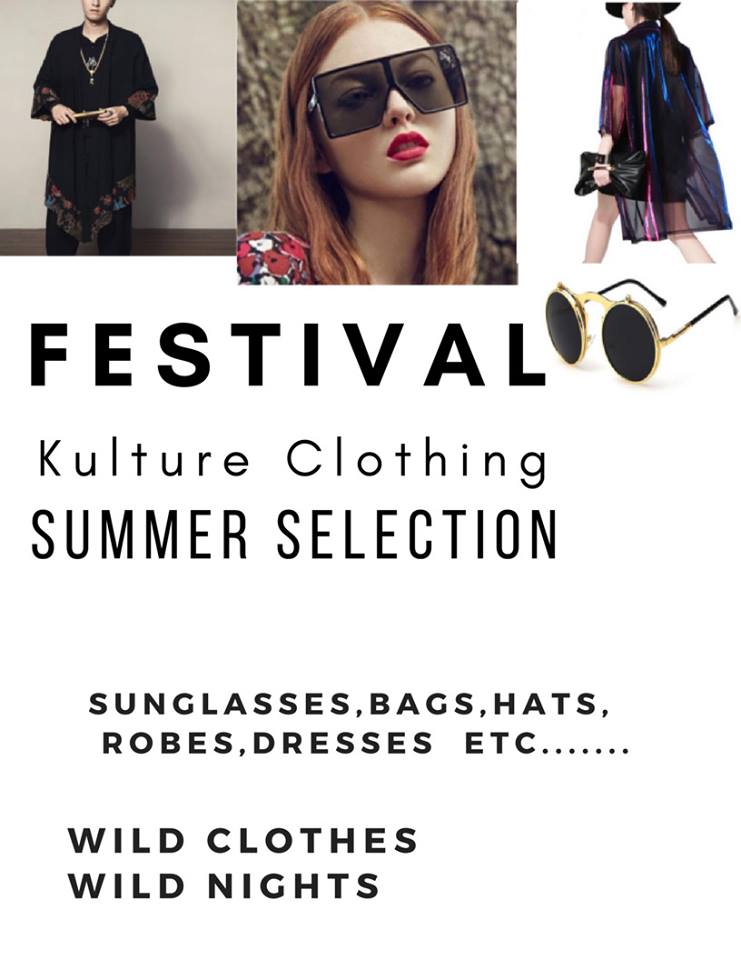 FESTIVAL
Kulture Clothing
SUMMER SELECTION
SUNGLASSES,BAGS,HATS,
ROBES,DRESSES ETC.......
WILD CLOTHES
WILD NIGHTS